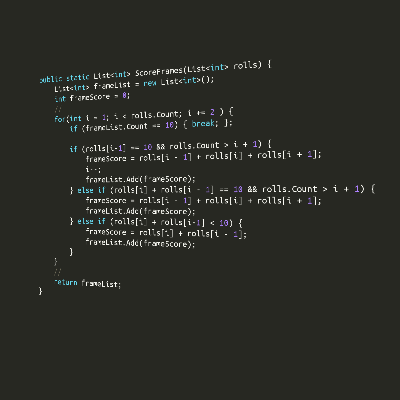 public static List<int> ScoreFrames(List<int> rolls) {
List<int> frameList = new List<int>();
int frameScore = 0;
//
for(int i = 1; i < rolls.Count; i += 2 ) {
if (frameList.Count == 10) { break; };
if (rolls[i-1] == 10 && rolls.Count > i + 1) {
frameScore = rolls[i - 1] + rolls[i] + rolls[i + 1];
i--;
frameList.Add(frameScore);
} else if (rolls[i] + rolls[i - 1] == 10 && rolls.Count > i + 1) {
frameScore = rolls[i - 1] + rolls[i] + rolls[i + 1];
frameList.Add(frameScore);
} else if (rolls[i] + rolls[i-1] < 10) {
frameScore = rolls[i] + rolls[i - 1];
frameList.Add(frameScore);
}
}
//
return frameList;
}